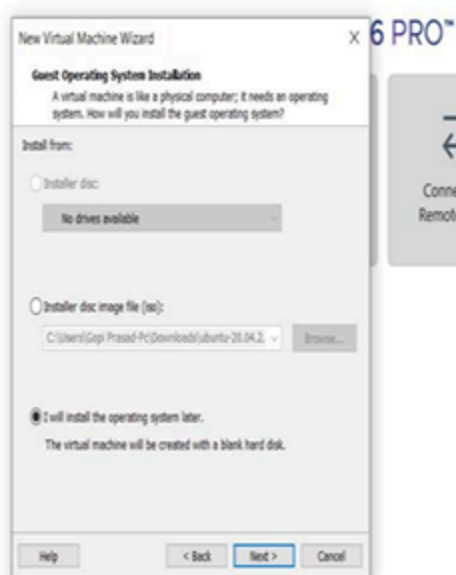 New Virtual Machine Wizard
X
6 PRO™
Guest Operating System Installation
A virtual machine is like a physical computer; it needs an operating
system. How will you install the guest operating system?
Install from:
Installer disc:
No drives available
Installer disc image file (iso):
C:\Users\Gopi Prasad-Pc\Downloads\ubuntu-20.04.2.
Browse...
I will install the operating system later.
The virtual machine will be created with a blank hard disk.
Help
< Back
Next >
Cancel
Conne
Remot